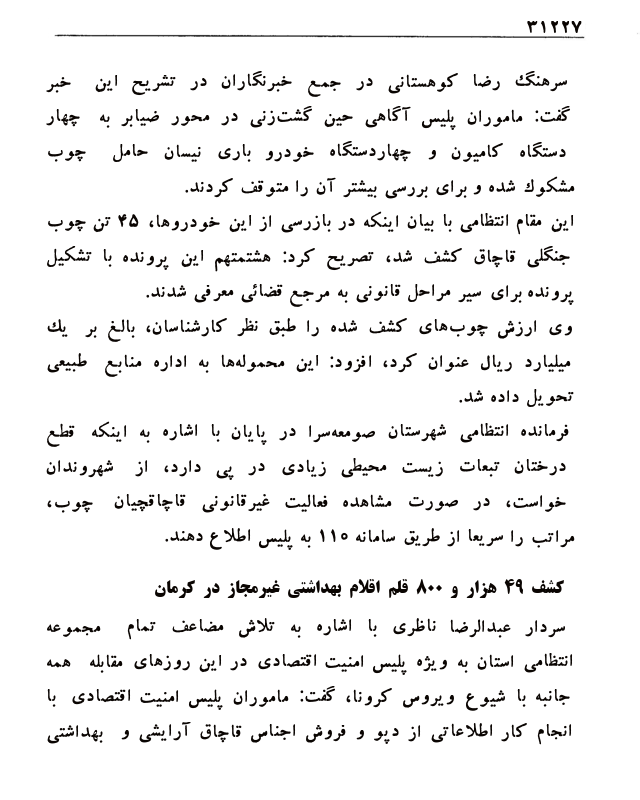 ۳۱۲۲۷
سرهنگ رضا کوهستانی در جمع خبرنگاران در تشریح این خبر
گفت: ماموران پلیس آگاهی حین گشت‌زنی در محور ضیابر به چهار
دستگاه کامیون و چهاردستگاه خودرو باری نیسان حامل چوب
مشکوك شده و برای بررسی بیشتر آن را متوقف کردند.
این مقام انتظامی با بیان اینکه در بازرسی از این خودروها، ۴۵ تن چوب
جنگلی قاچاق کشف شد، تصریح کرد: هشتمتهم این پرونده با تشکیل
پرونده برای سیر مراحل قانونی به مرجع قضائی معرفی شدند.
وی ارزش چوب‌های کشف شده را طبق نظر کارشناسان، بالغ بر یك
میلیارد ریال عنوان کرد، افزود: این محموله‌ها به اداره منابع طبیعی
تحویل داده شد.
فرمانده انتظامی شهرستان صومعه‌سرا در پایان با اشاره به اینکه قطع
درختان تبعات زیست محیطی زیادی در پی دارد، از شهروندان
خواست، در صورت مشاهده فعالیت غیرقانونی قاچاقچیان چوب،
مراتب را سریعا از طریق سامانه ۱۱۰ به پلیس اطلاع دهند.
کشف ۴۹ هزار و ۸۰۰ قلم اقلام بهداشتی غیرمجاز در کرمان
سردار عبدالرضا ناظری با اشاره به تلاش مضاعف تمام مجموعه
انتظامی استان به ویژه پلیس امنیت اقتصادی در این روزهای مقابله همه
جانبه با شیوع ویروس کرونا، گفت: ماموران پلیس امنیت اقتصادی با
انجام کار اطلاعاتی از دپو و فروش اجناس قاچاق آرایشی و بهداشتی